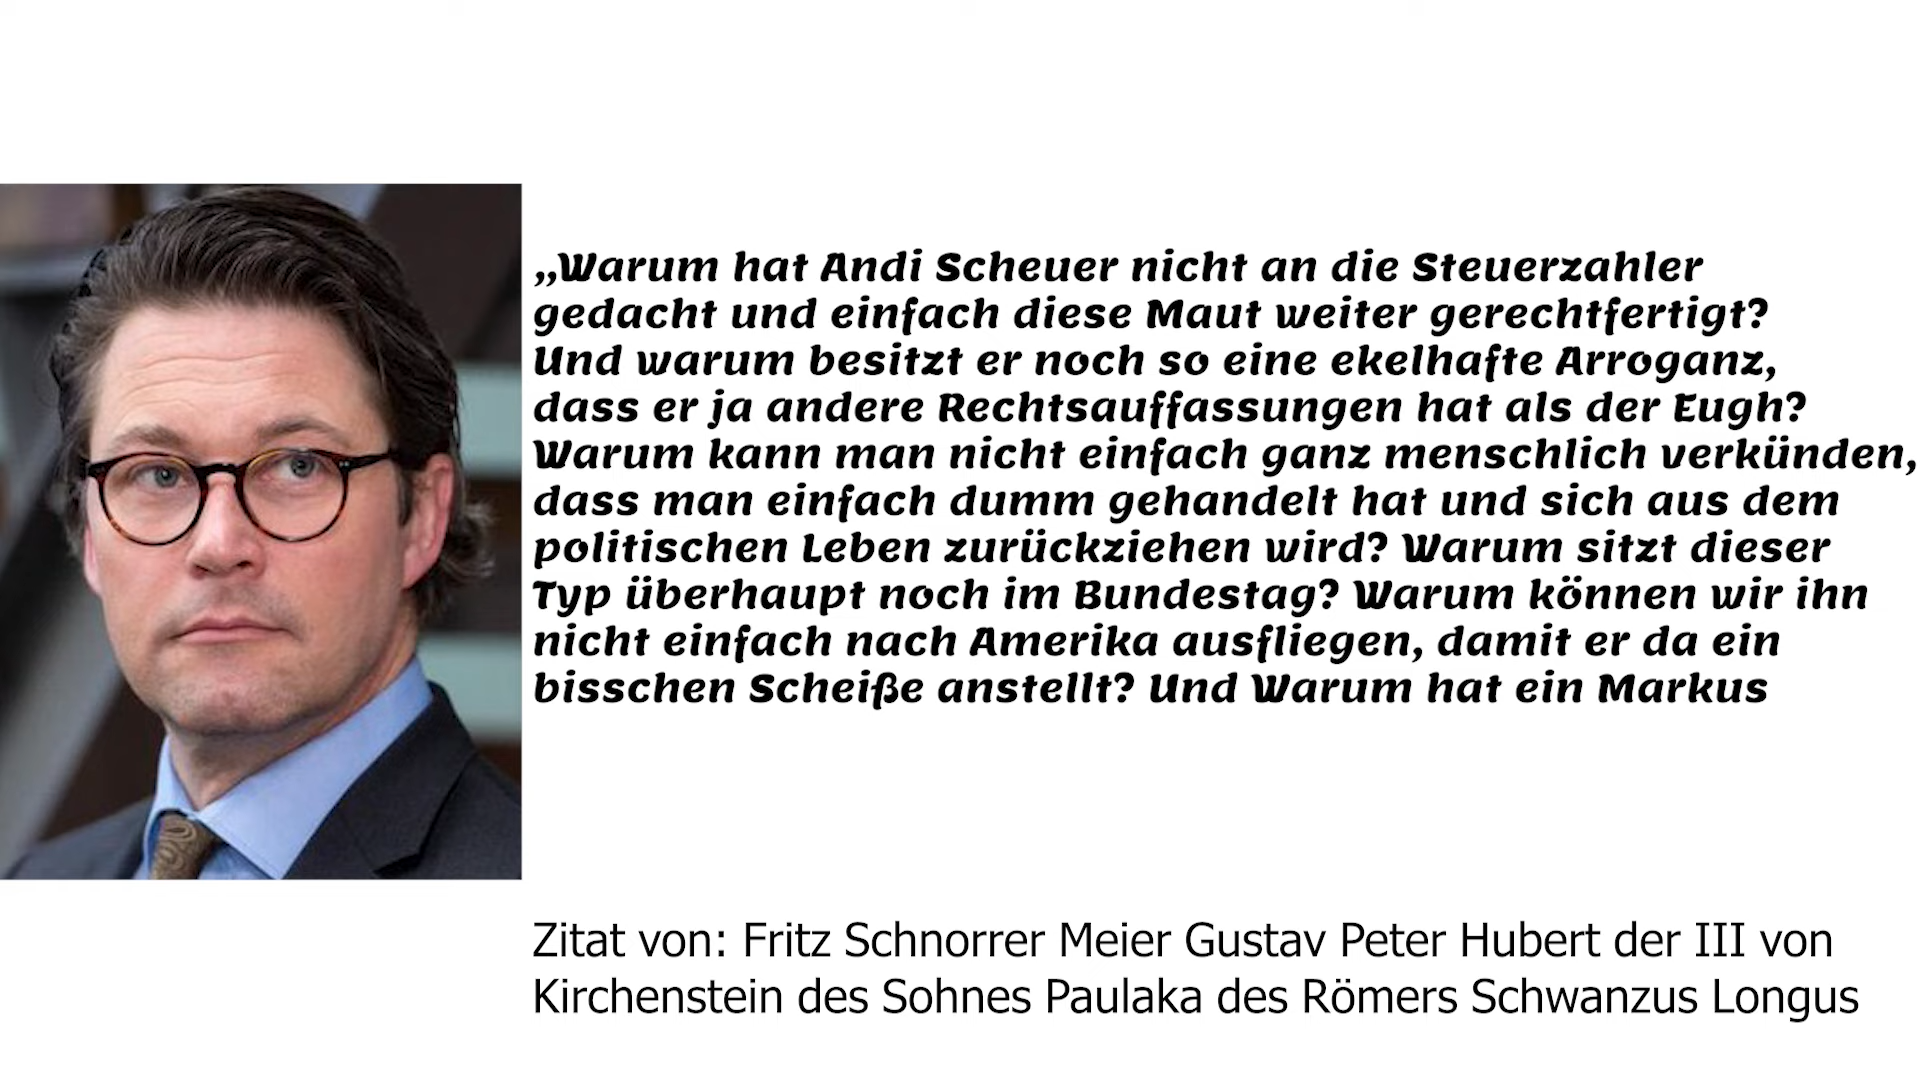 „Warum hat Andi Scheuer nicht an die Steuerzahler
gedacht und einfach diese Maut weiter gerechtfertigt?
Und warum besitzt er noch so eine ekelhafte Arroganz,
dass er ja andere Rechtsauffassungen hat als der Eugh?
Warum kann man nicht einfach ganz menschlich verkünden,
dass man einfach dumm gehandelt hat und sich aus dem
politischen Leben zurückziehen wird? Warum sitzt dieser
Typ überhaupt noch im Bundestag? Warum können wir ihn
nicht einfach nach Amerika ausfliegen, damit er da ein
bisschen Scheiße anstellt? Und Warum hat ein Markus
Zitat von: Fritz Schnorrer Meier Gustav Peter Hubert der III von
Kirchenstein des Sohnes Paulaka des Römers Schwanzus Longus